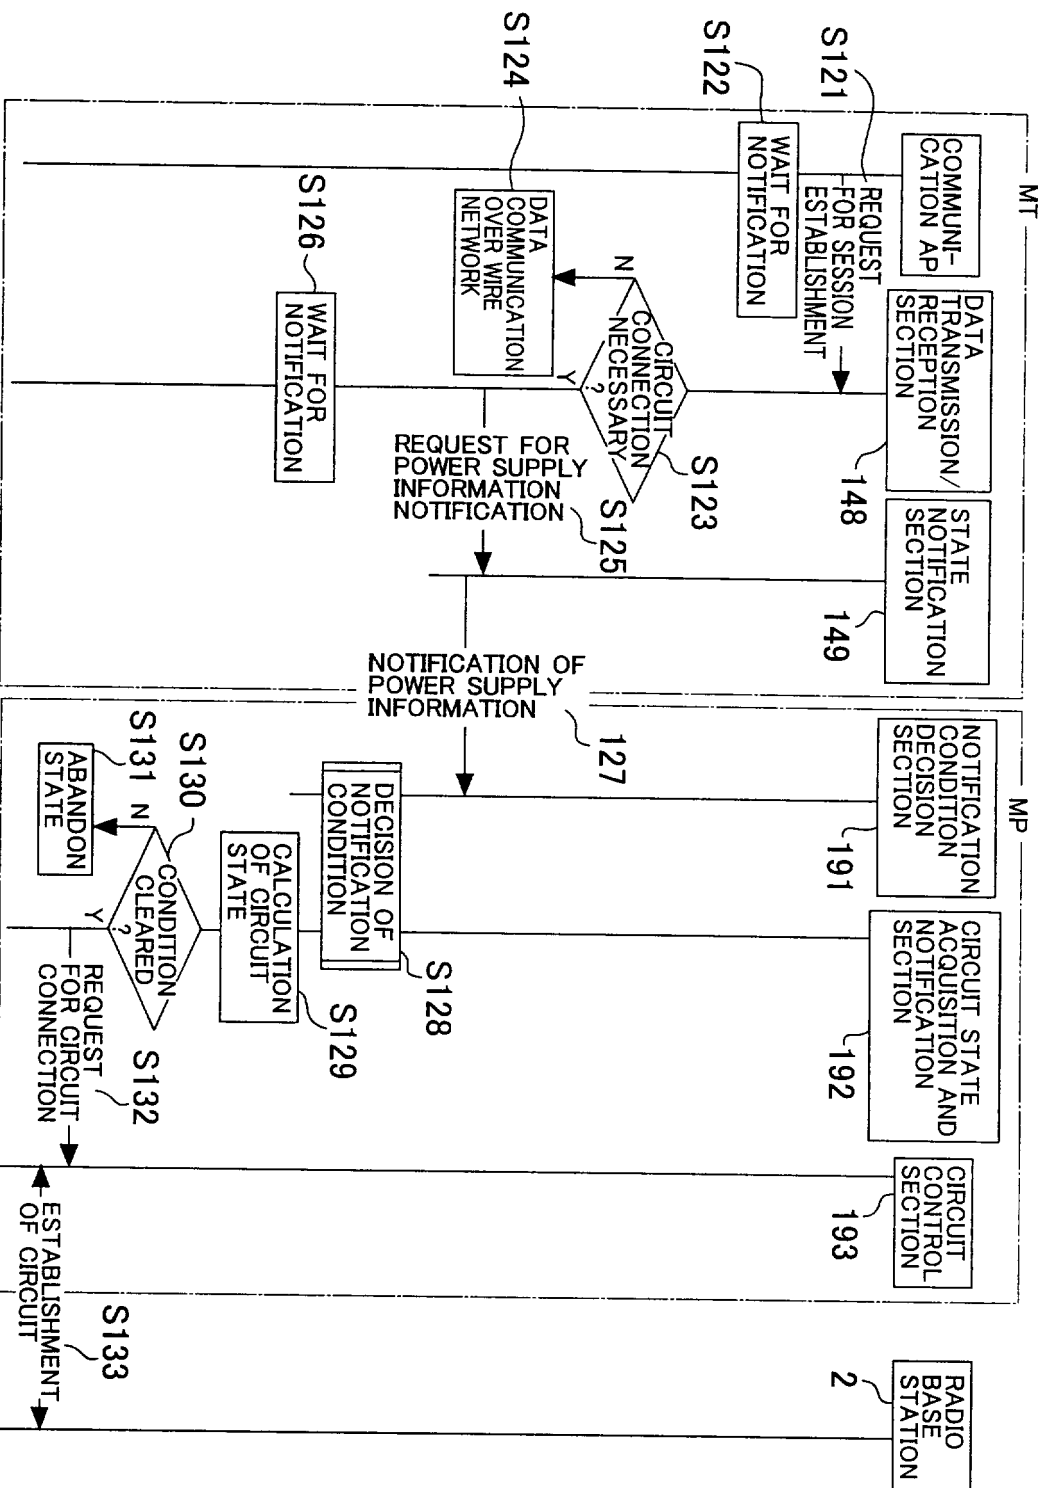 MT
COMMUNI-
CATION AP
DATA
TRANSMISSION/
RECEPTION
SECTION
148
STATE
NOTIFICATION
SECTION
149
MP
NOTIFICATION
CONDITION
DECISION
SECTION
191
CIRCUIT STATE
ACQUISITION AND
NOTIFICATION
SECTION
192
CIRCUIT
CONTROL
SECTION
193
RADIO
BASE
STATION
2
S121
REQUEST
FOR SESSION
ESTABLISHMENT
S122
WAIT FOR
NOTIFICATION
CIRCUIT
CONNECTION
NECESSARY
?
S123
N
Y
S124
DATA
COMMUNICATION
OVER WIRE
NETWORK
REQUEST FOR
POWER SUPPLY
INFORMATION
NOTIFICATION
S125
S126
WAIT FOR
NOTIFICATION
NOTIFICATION OF
POWER SUPPLY
INFORMATION
127
DECISION OF
NOTIFICATION
CONDITION
S128
CALCULATION
OF CIRCUIT
STATE
S129
S130
CONDITION
CLEARED
?
N
Y
S131
ABANDON
STATE
REQUEST
FOR CIRCUIT
CONNECTION
S132
ESTABLISHMENT
OF CIRCUIT
S133